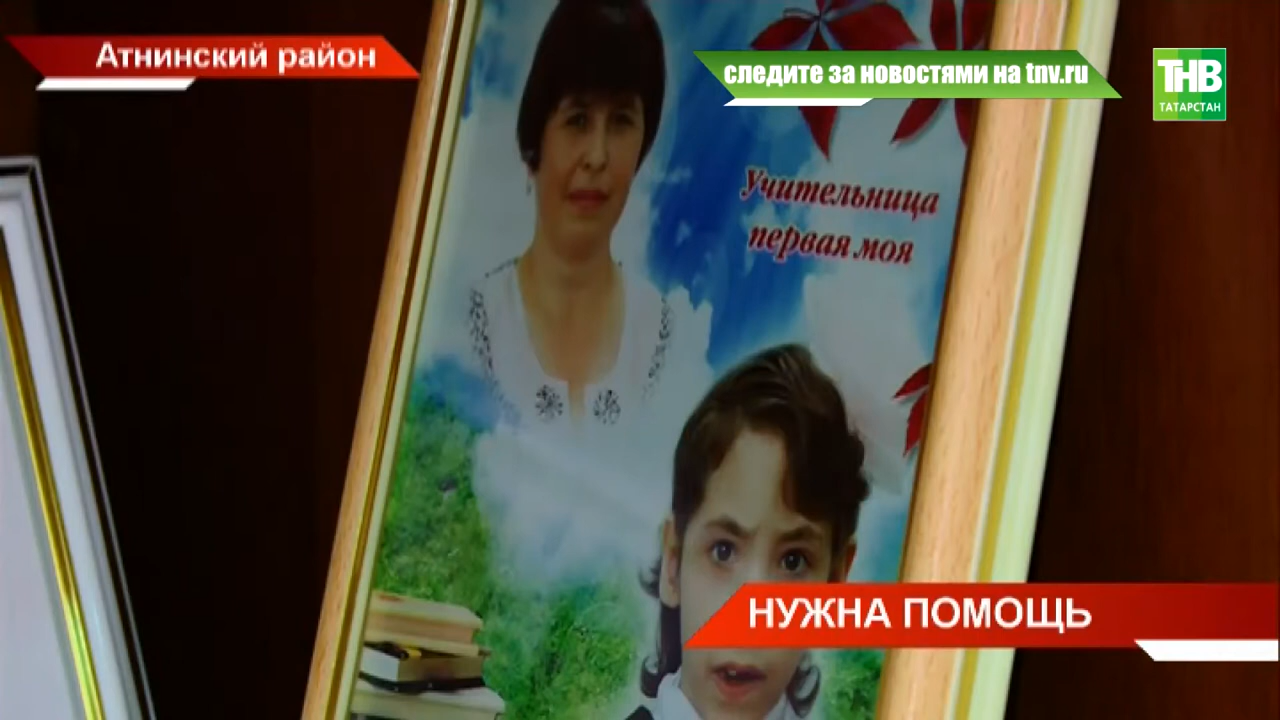 Атнинский район
следите за новостями на tnv.ru
ТНВ
ТАТАРСТАН
Учительница
первая моя
НУЖНА ПОМОЩЬ